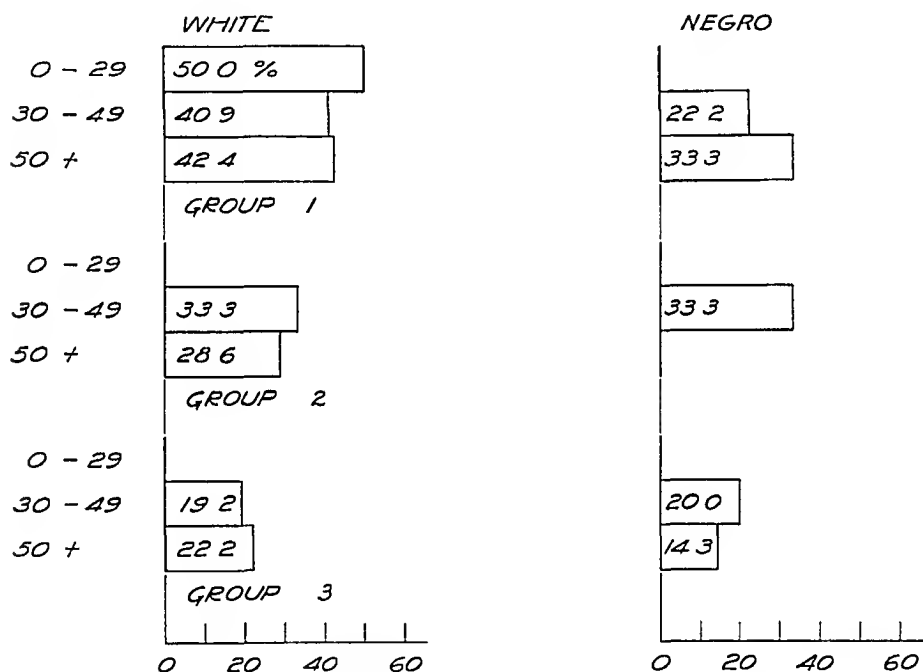 WHITE NEGRO
0 - 29 50 0 %
30 - 49 40 9 22 2
50 + 42 4 33 3
GROUP 1
0 - 29
30 - 49 33 3 33 3
50 + 28 6
GROUP 2
0 - 29
30 - 49 19 2 20 0
50 + 22 2 14 3
GROUP 3
0 20 40 60 0 20 40 60